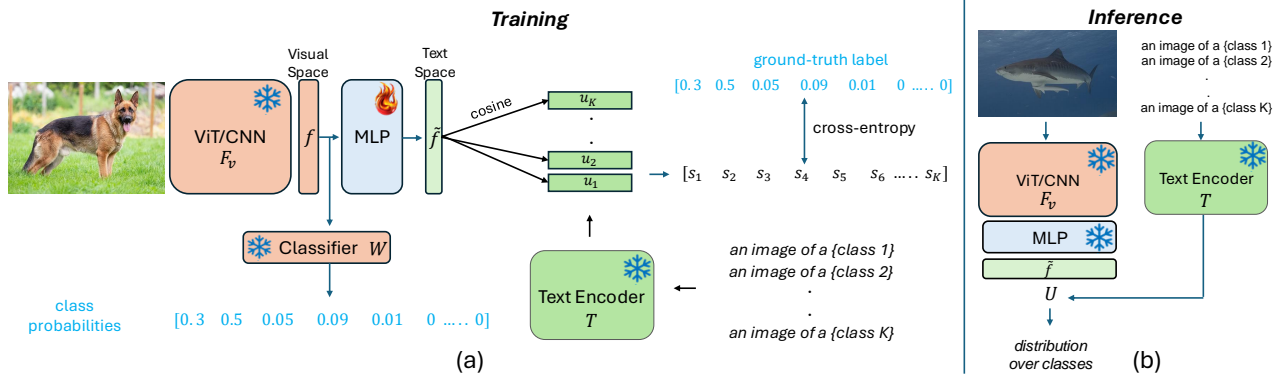 Training
Visual
Space
Text
Space
ViT/CNN
F_v
f
MLP
f̃
cosine
u_K
.
.
u_2
u_1
ground-truth label
[0.3 0.5 0.05 0.09 0.01 0 ..... 0]
cross-entropy
[s_1 s_2 s_3 s_4 s_5 s_6 ..... s_K]
Classifier W
class
probabilities
[0.3 0.5 0.05 0.09 0.01 0 ..... 0]
Text Encoder
T
an image of a {class 1}
an image of a {class 2}
.
.
an image of a {class K}
(a)
Inference
an image of a {class 1}
an image of a {class 2}
.
.
an image of a {class K}
ViT/CNN
F_v
MLP
f̃
U
Text Encoder
T
distribution
over classes
(b)